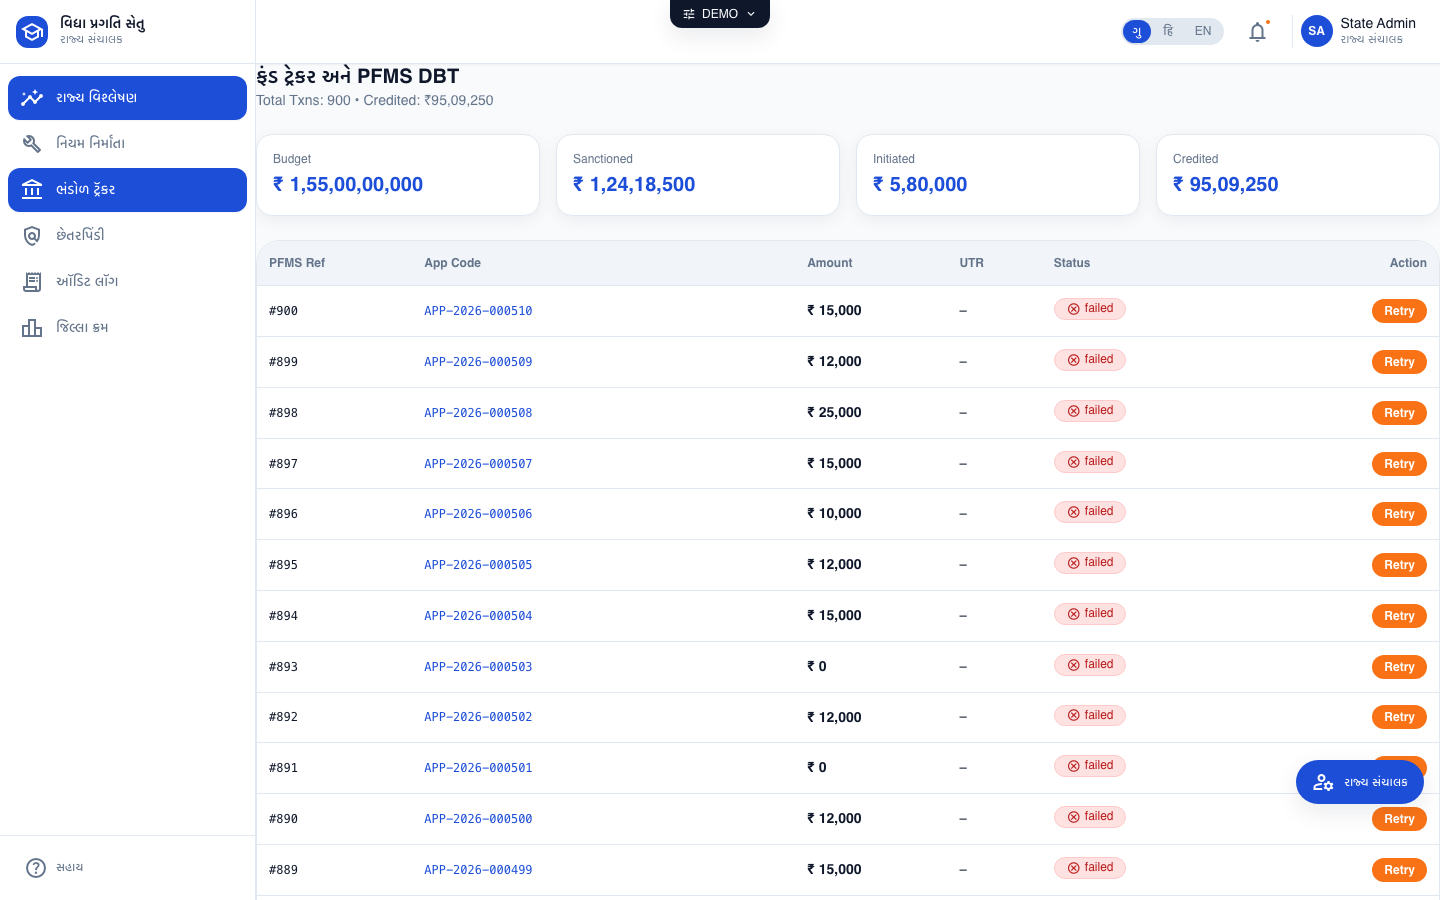 વિદ્યા પ્રગતિ સેતુ
રાજ્ય સંચાલક
DEMO
ગુ
हि
EN
SA
State Admin
રાજ્ય સંચાલક
રાજ્ય વિશ્લેષણ
નિયમ નિર્માતા
ભંડોળ ટ્રૅકર
છેતરપિંડી
ઑડિટ લૉગ
જિલ્લા ક્રમ
સહાય
ફંડ ટ્રેકર અને PFMS DBT
Total Txns: 900 • Credited: ₹95,09,250
Budget
₹ 1,55,00,00,000
Sanctioned
₹ 1,24,18,500
Initiated
₹ 5,80,000
Credited
₹ 95,09,250
PFMS Ref App Code Amount UTR Status Action
#900 APP-2026-000510 ₹ 15,000 – failed Retry
#899 APP-2026-000509 ₹ 12,000 – failed Retry
#898 APP-2026-000508 ₹ 25,000 – failed Retry
#897 APP-2026-000507 ₹ 15,000 – failed Retry
#896 APP-2026-000506 ₹ 10,000 – failed Retry
#895 APP-2026-000505 ₹ 12,000 – failed Retry
#894 APP-2026-000504 ₹ 15,000 – failed Retry
#893 APP-2026-000503 ₹ 0 – failed Retry
#892 APP-2026-000502 ₹ 12,000 – failed Retry
#891 APP-2026-000501 ₹ 0 – failed
રાજ્ય સંચાલક
#890 APP-2026-000500 ₹ 12,000 – failed Retry
#889 APP-2026-000499 ₹ 15,000 – failed Retry